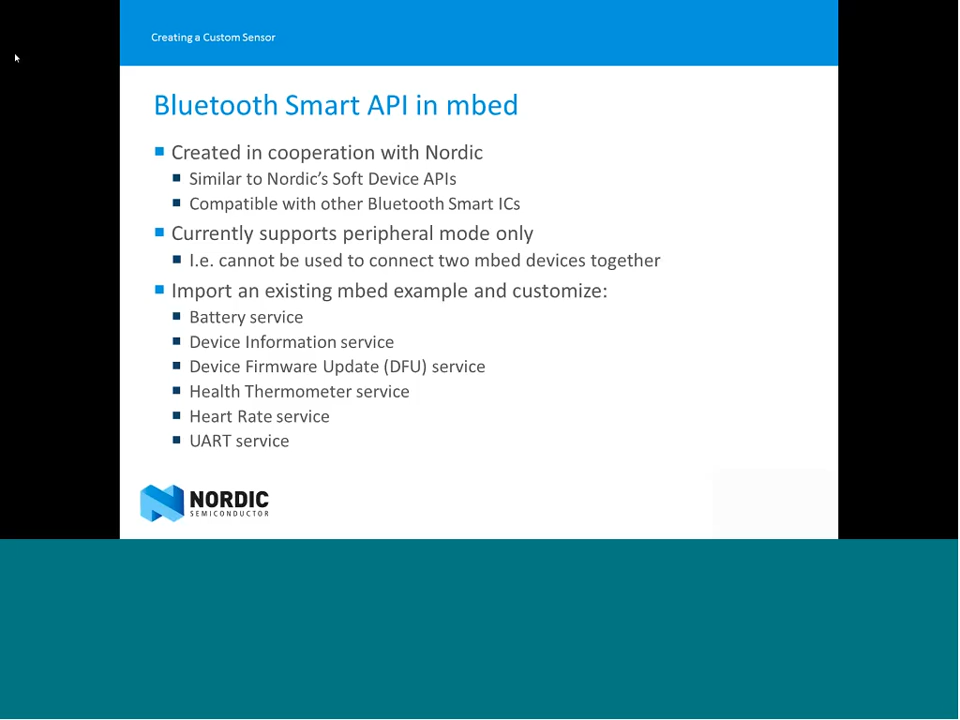 Creating a Custom Sensor
Bluetooth Smart API in mbed
Created in cooperation with Nordic
Similar to Nordic's Soft Device APIs
Compatible with other Bluetooth Smart ICs
Currently supports peripheral mode only
I.e. cannot be used to connect two mbed devices together
Import an existing mbed example and customize:
Battery service
Device Information service
Device Firmware Update (DFU) service
Health Thermometer service
Heart Rate service
UART service
NORDIC
SEMICONDUCTOR